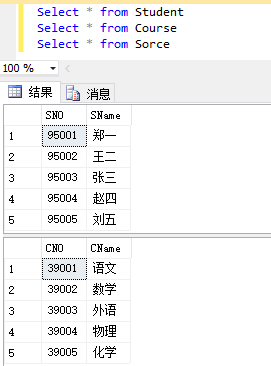 Select * from Student
Select * from Course
Select * from Sorce
100 %
结果 消息
SNO SName
1 95001 郑一
2 95002 王二
3 95003 张三
4 95004 赵四
5 95005 刘五
CNO CName
1 39001 语文
2 39002 数学
3 39003 外语
4 39004 物理
5 39005 化学